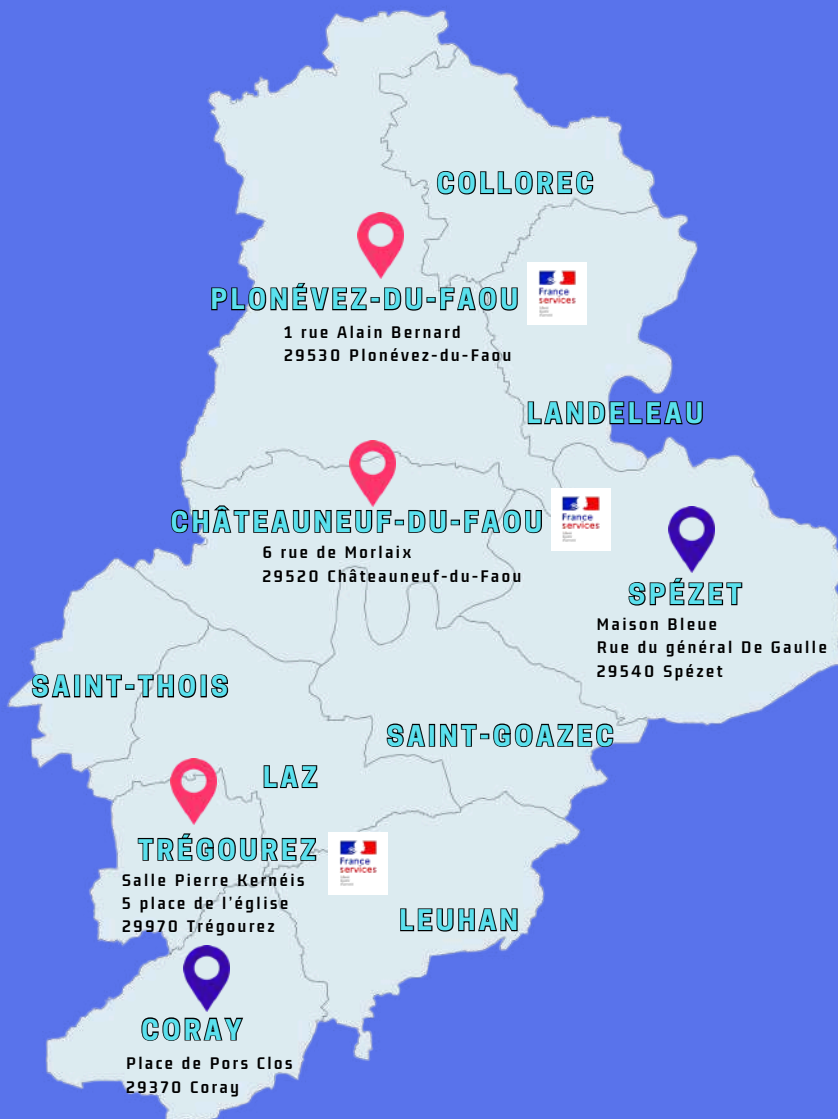 COLLOREC
PLONÉVEZ-DU-FAOU
France
services
1 rue Alain Bernard
29530 Plonévez-du-Faou
LANDELEAU
CHÂTEAUNEUF-DU-FAOU
France
services
6 rue de Morlaix
29520 Châteauneuf-du-Faou
SPÉZET
Maison Bleue
Rue du général De Gaulle
29540 Spézet
SAINT-THOIS
SAINT-GOAZEC
LAZ
TRÉGOUREZ
France
services
Salle Pierre Kernéis
5 place de l'église
29970 Trégourez
LEUHAN
CORAY
Place de Pors Clos
29370 Coray